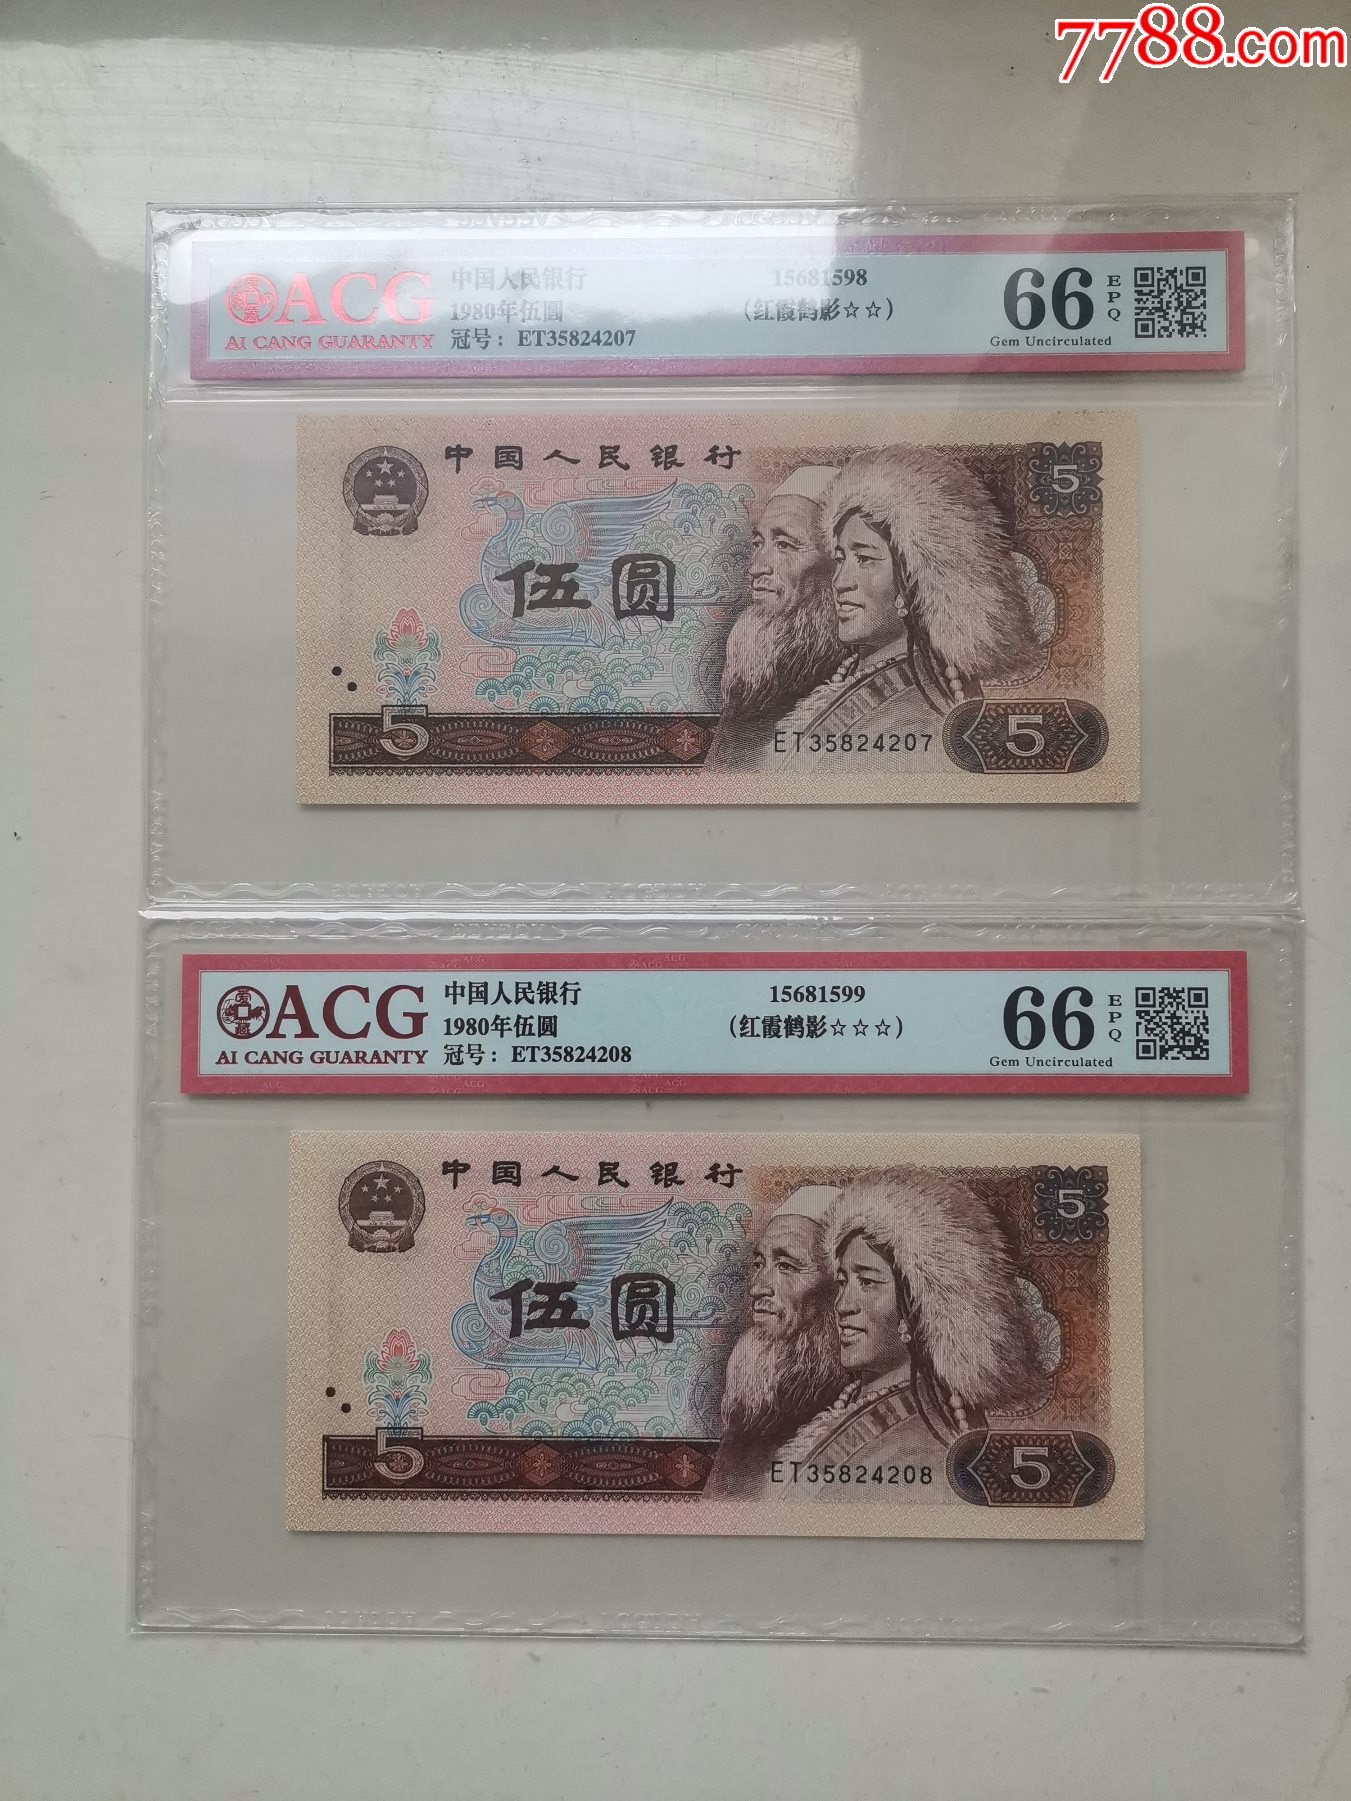 7788.com
ACG
AI CANG GUARANTY
中国人民银行
1980年伍圆
冠号：ET35824207
15681598
（红霞鹤影☆☆）
66
EPQ
Gem Uncirculated
中国人民银行
5
伍圆
5
ET35824207
5
ACG
AI CANG GUARANTY
中国人民银行
1980年伍圆
冠号：ET35824208
15681599
（红霞鹤影☆☆☆）
66
EPQ
Gem Uncirculated
中国人民银行
5
伍圆
5
ET35824208
5